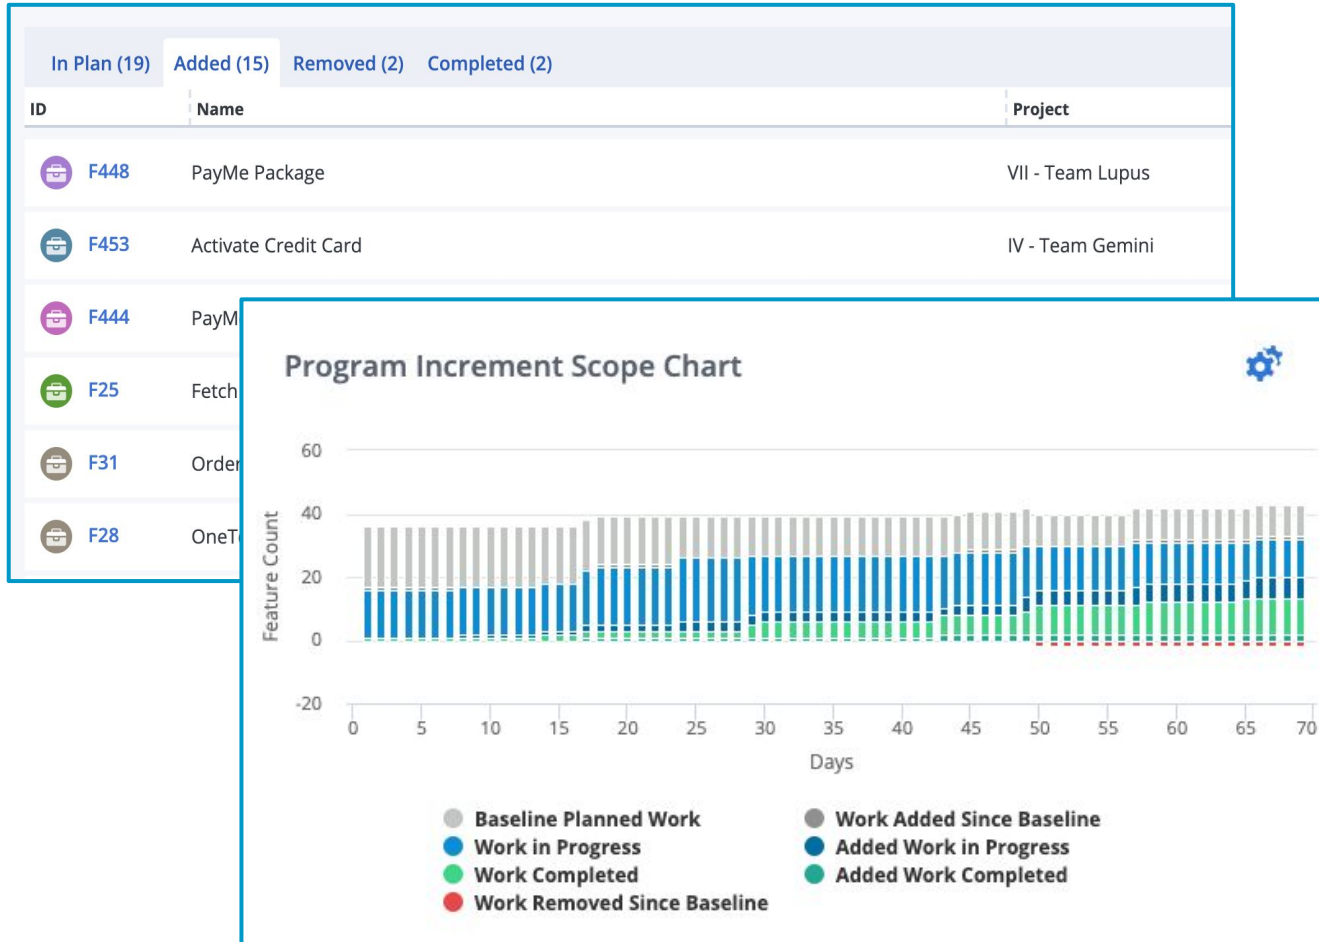 In Plan (19) Added (15) Removed (2) Completed (2)
ID Name Project
F448 PayMe Package VII - Team Lupus
F453 Activate Credit Card IV - Team Gemini
F444
F25 Fetch
F31 Order
F28
Program Increment Scope Chart
60
40
20
0
-20
Feature Count
0 5 10 15 20 25 30 35 40 45 50 55 60 65 70
Days
Baseline Planned Work Work Added Since Baseline
Work in Progress Added Work in Progress
Work Completed Added Work Completed
Work Removed Since Baseline